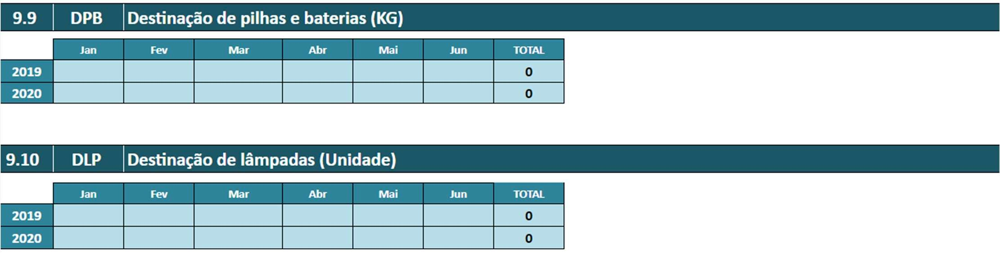 9.9 DPB Destinação de pilhas e baterias (KG)
Jan Fev Mar Abr Mai Jun TOTAL
2019 0
2020 0
9.10 DLP Destinação de lâmpadas (Unidade)
Jan Fev Mar Abr Mai Jun TOTAL
2019 0
2020 0